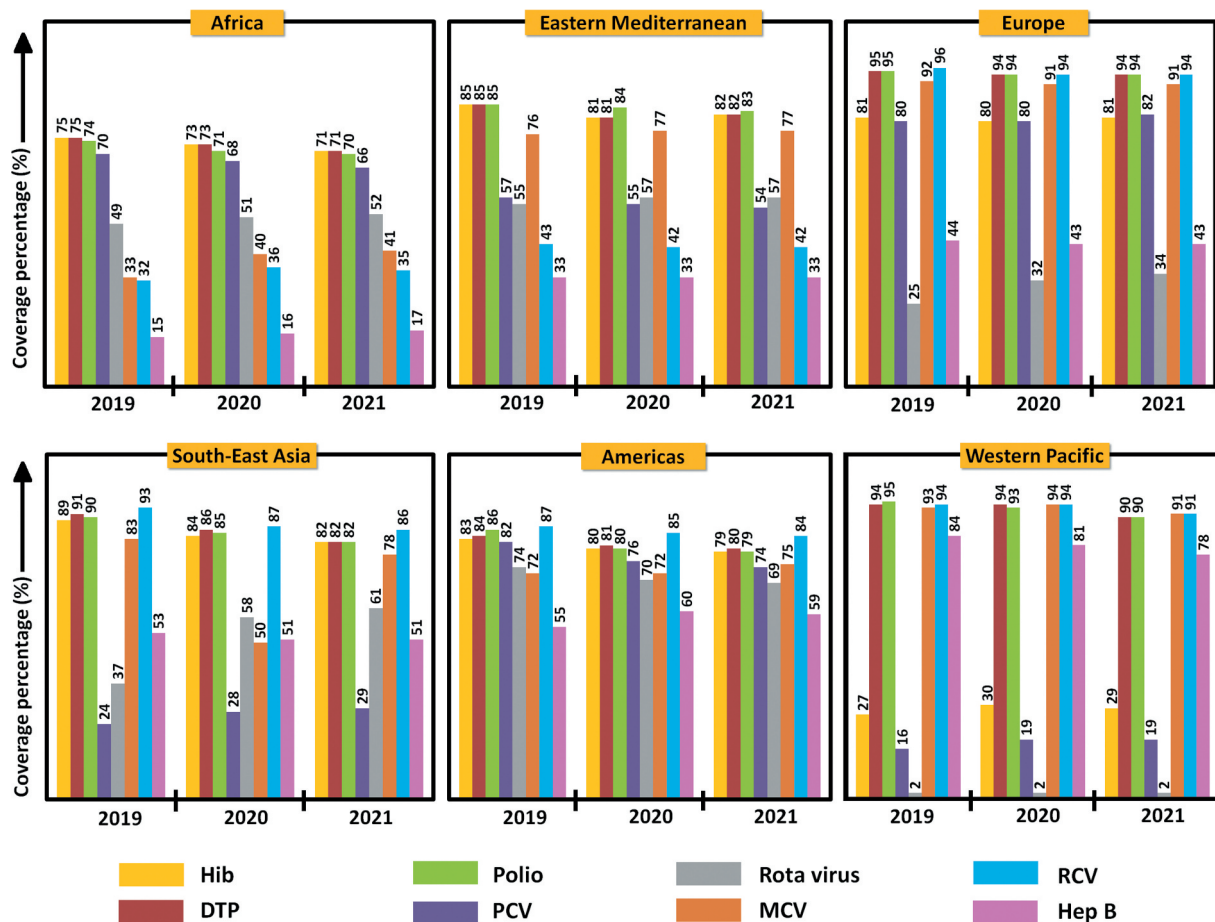 Africa
Eastern Mediterranean
Europe
Coverage percentage (%)
75 75 74 70 49 33 32 15
73 73 71 68 51 40 36 16
71 71 70 66 52 41 35 17
2019 2020 2021
85 85 85 57 55 76 43 33
81 81 84 55 57 77 42 33
82 82 83 54 57 77 42 33
2019 2020 2021
81 95 95 80 25 92 96 44
80 94 94 80 32 91 94 43
81 94 94 82 34 91 94 43
2019 2020 2021
South-East Asia
Americas
Western Pacific
Coverage percentage (%)
89 91 90 24 37 83 93 53
84 86 85 28 58 50 87 51
82 82 82 29 61 78 86 51
2019 2020 2021
83 84 86 82 74 72 87 55
80 81 80 76 70 72 85 60
79 80 79 74 69 75 84 59
2019 2020 2021
27 94 95 16 2 93 94 84
30 94 93 19 2 94 94 81
29 90 90 19 2 91 91 78
2019 2020 2021
Hib
Polio
Rota virus
RCV
DTP
PCV
MCV
Hep B